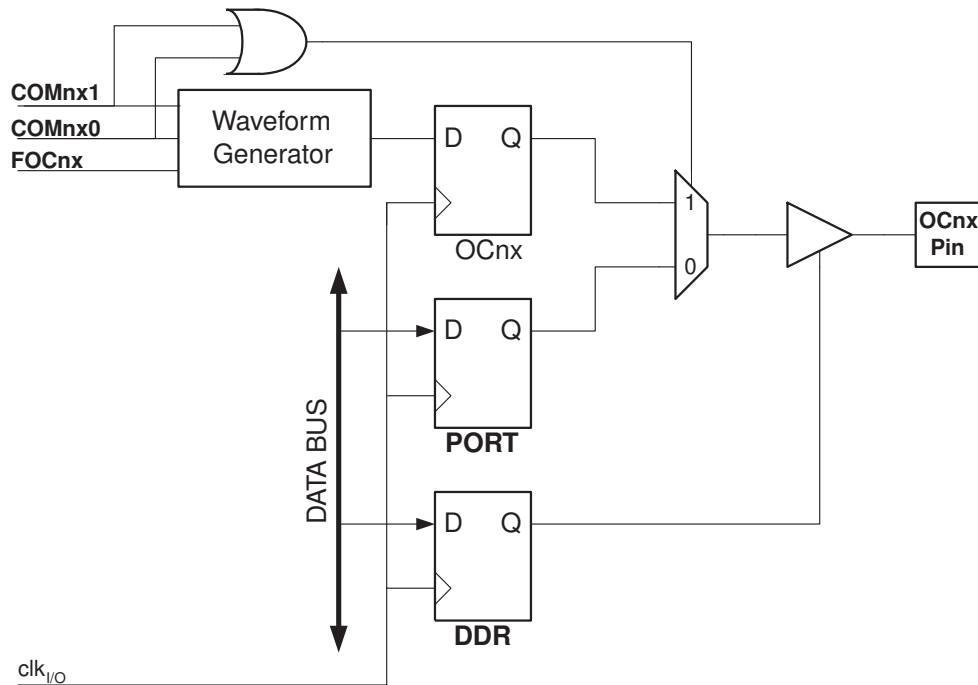 COMnx1
COMnx0
FOCnx
Waveform
Generator
D Q
OCnx
1
0
OCnx
Pin
D Q
PORT
DATA BUS
D Q
DDR
clkI/O